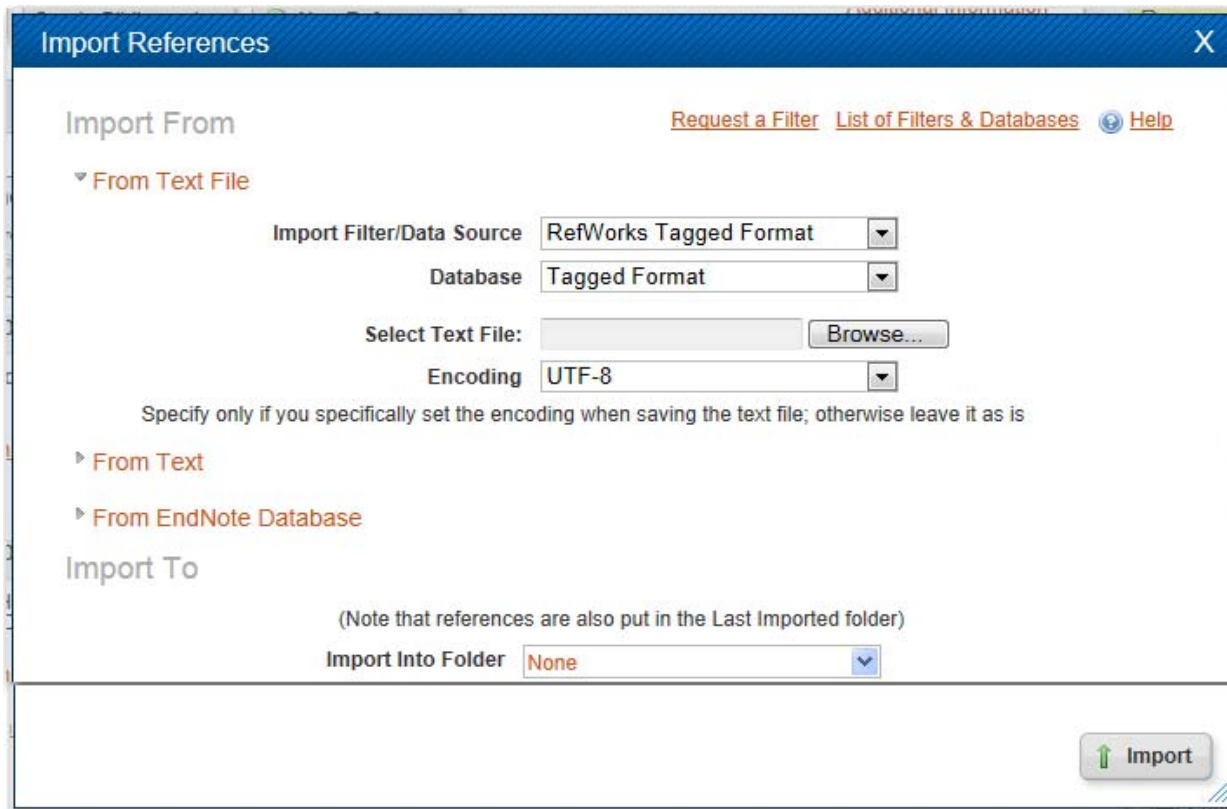 Additional Information
Import References X
Import From
Request a Filter List of Filters & Databases Help
From Text File
Import Filter/Data Source RefWorks Tagged Format
Database Tagged Format
Select Text File: Browse...
Encoding UTF-8
Specify only if you specifically set the encoding when saving the text file; otherwise leave it as is
From Text
From EndNote Database
Import To
(Note that references are also put in the Last Imported folder)
Import Into Folder None
Import